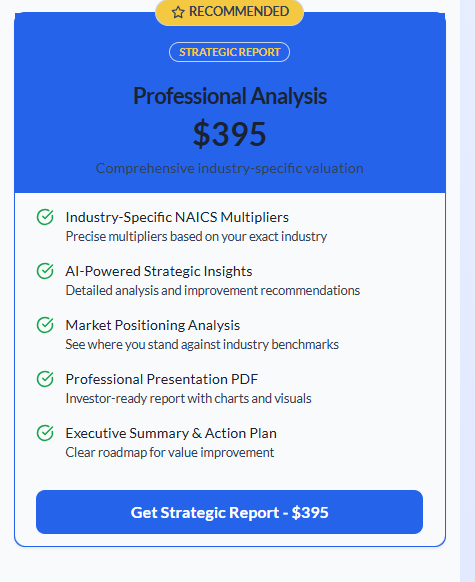 RECOMMENDED
STRATEGIC REPORT
Professional Analysis
$395
Comprehensive industry-specific valuation
Industry-Specific NAICS Multipliers
Precise multipliers based on your exact industry
AI-Powered Strategic Insights
Detailed analysis and improvement recommendations
Market Positioning Analysis
See where you stand against industry benchmarks
Professional Presentation PDF
Investor-ready report with charts and visuals
Executive Summary & Action Plan
Clear roadmap for value improvement
Get Strategic Report - $395